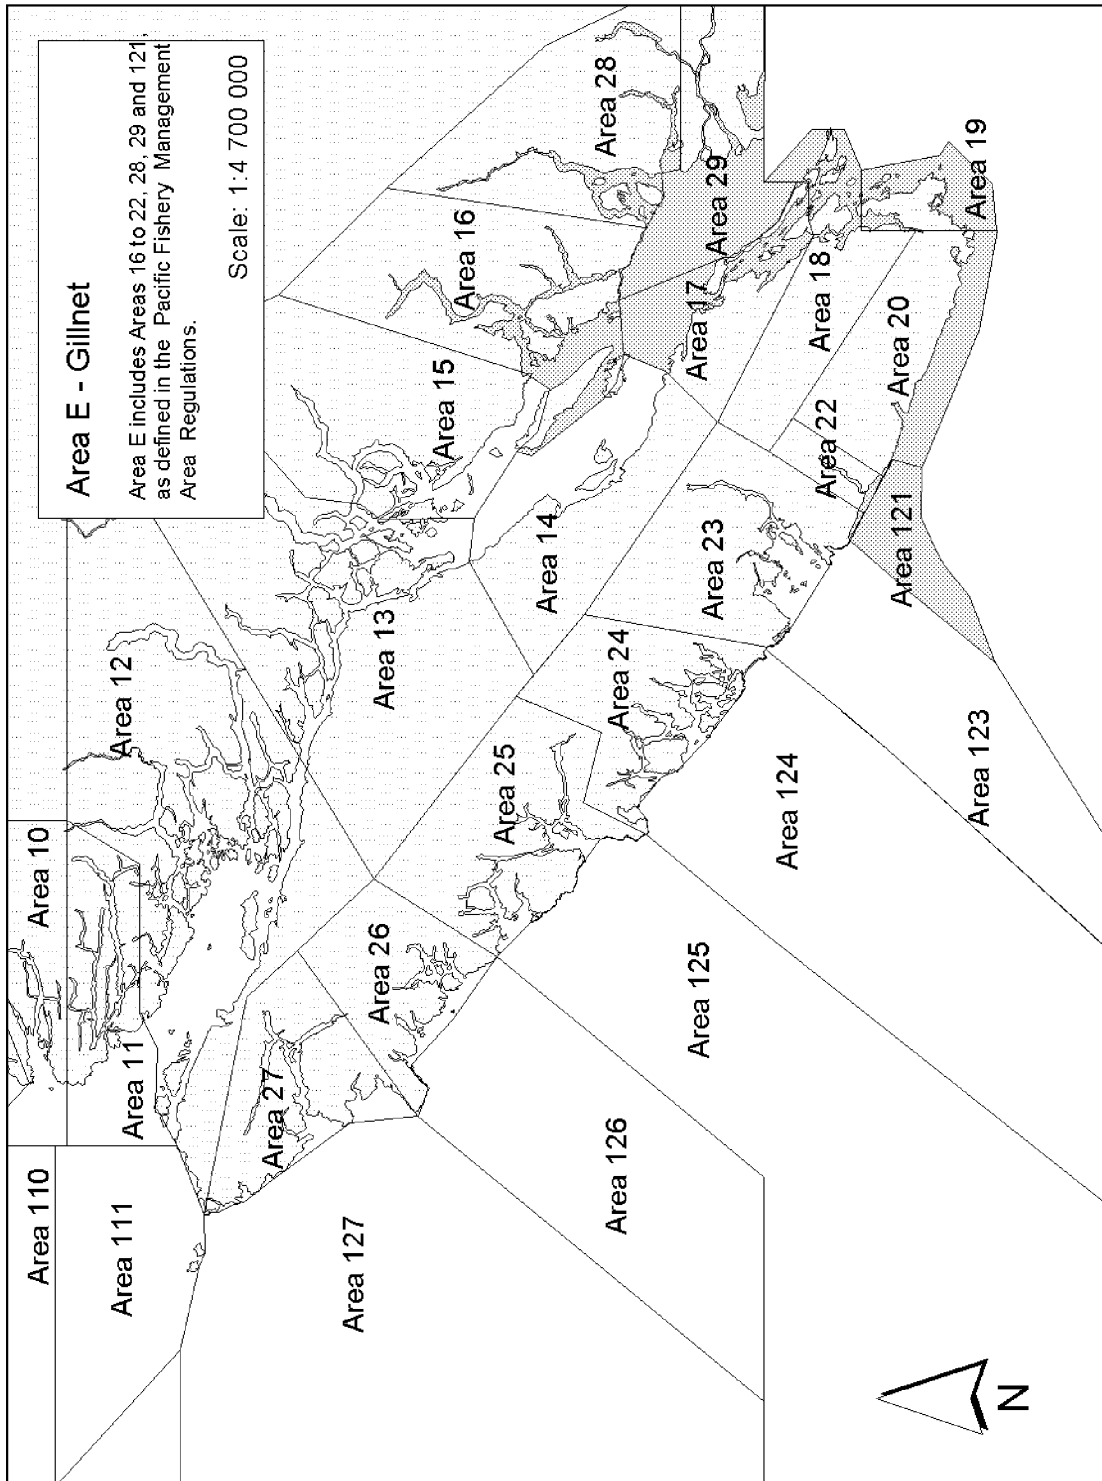 Area E - Gillnet
Area E includes Areas 16 to 22, 28, 29 and 121,
as defined in the Pacific Fishery Management
Area Regulations.
Scale: 1:4 700 000
Area 110
Area 10
Area 111
Area 11
Area 12
Area 127
Area 27
Area 26
Area 13
Area 15
Area 16
Area 28
Area 126
Area 125
Area 25
Area 14
Area 24
Area 17
Area 29
Area 124
Area 23
Area 22
Area 18
Area 20
Area 121
Area 123
Area 19
N